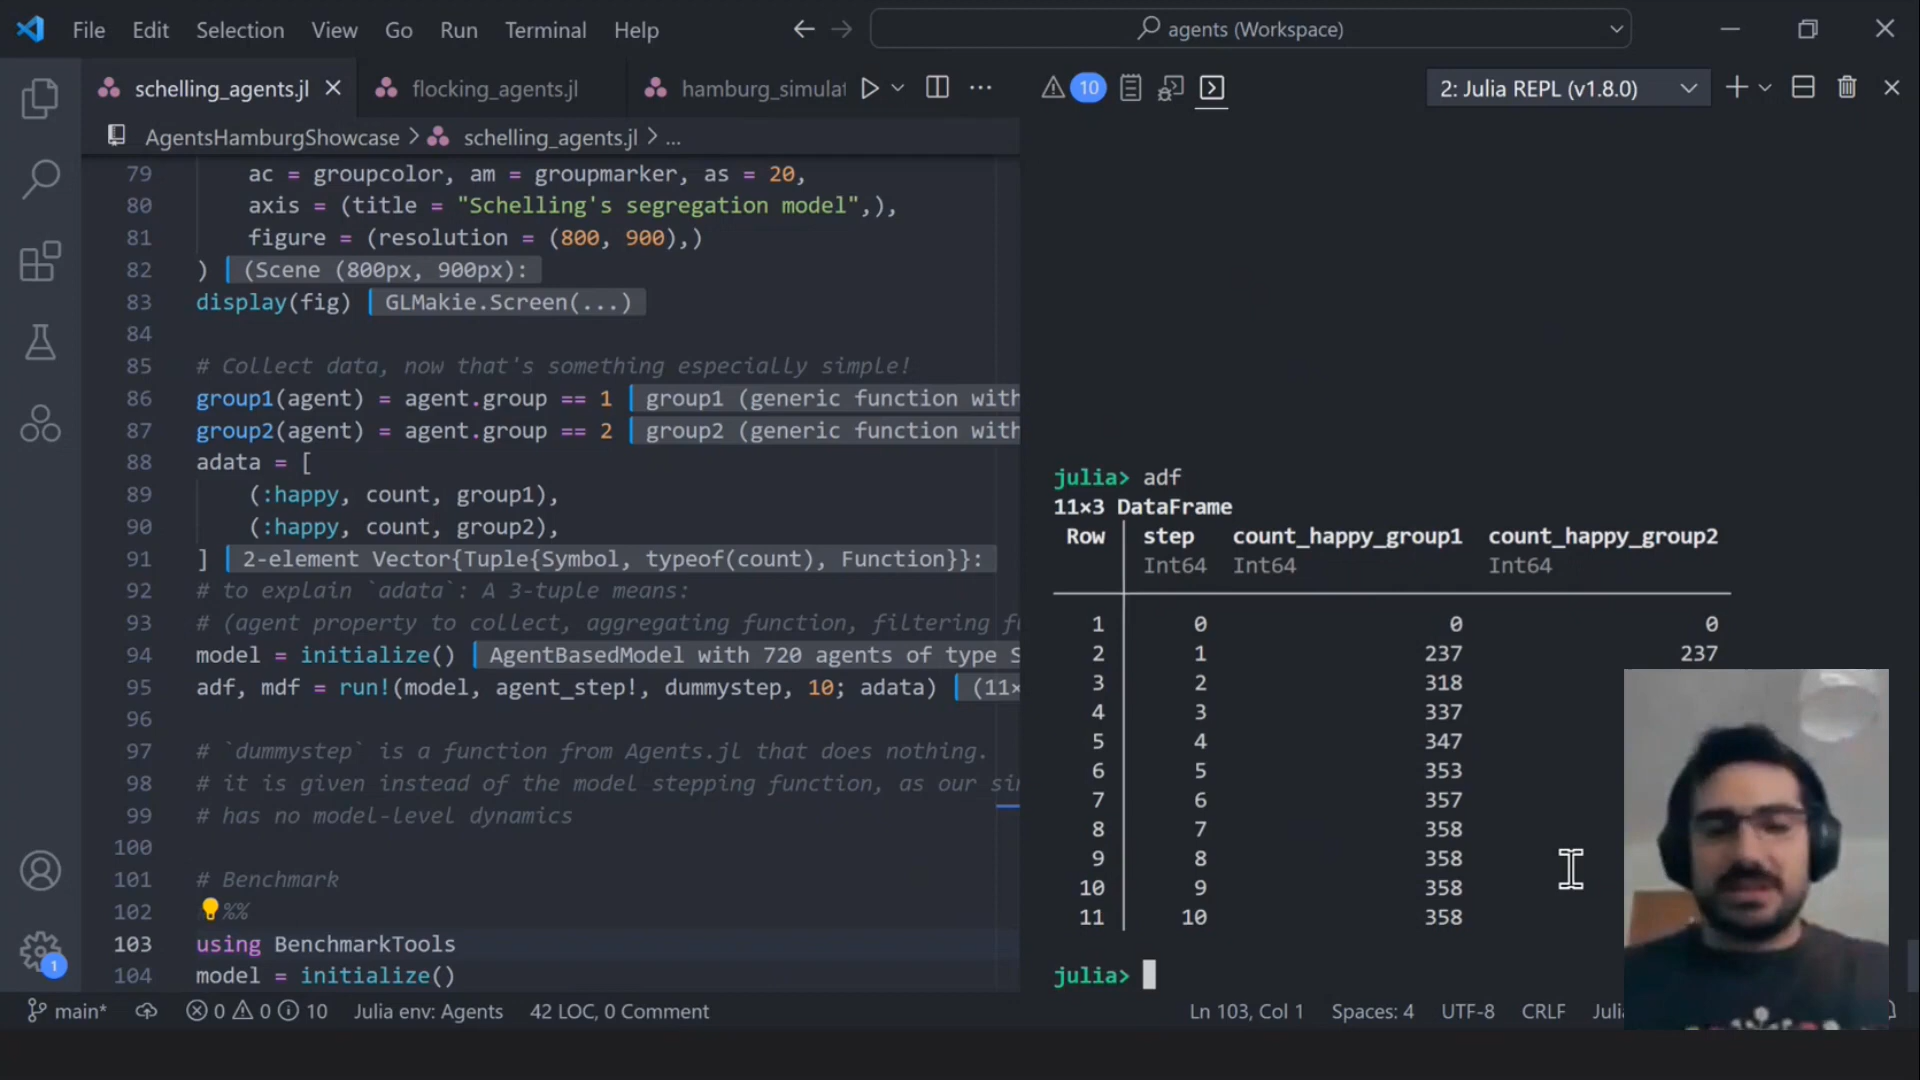 File Edit Selection View Go Run Terminal Help
agents (Workspace)
schelling_agents.jl
flocking_agents.jl
hamburg_simulat
10
2: Julia REPL (v1.8.0)
AgentsHamburgShowcase > schelling_agents.jl > ...
79 ac = groupcolor, am = groupmarker, as = 20,
80 axis = (title = "Schelling's segregation model",),
81 figure = (resolution = (800, 900),)
82 ) (Scene (800px, 900px):
83 display(fig) GLMakie.Screen(...)
84
85 # Collect data, now that's something especially simple!
86 group1(agent) = agent.group == 1 group1 (generic function with
87 group2(agent) = agent.group == 2 group2 (generic function with
88 adata = [
89 (:happy, count, group1),
90 (:happy, count, group2),
91 ] 2-element Vector{Tuple{Symbol, typeof(count), Function}}:
92 # to explain `adata`: A 3-tuple means:
93 # (agent property to collect, aggregating function, filtering f
94 model = initialize() AgentBasedModel with 720 agents of type S
95 adf, mdf = run!(model, agent_step!, dummystep, 10; adata) (11×
96
97 # `dummystep` is a function from Agents.jl that does nothing.
98 # it is given instead of the model stepping function, as our si
99 # has no model-level dynamics
100
101 # Benchmark
102 %%
103 using BenchmarkTools
104 model = initialize()
julia> adf
11×3 DataFrame
Row step count_happy_group1 count_happy_group2
Int64 Int64 Int64
1 0 0 0
2 1 237 237
3 2 318
4 3 337
5 4 347
6 5 353
7 6 357
8 7 358
9 8 358
10 9 358
11 10 358
julia>
1
main* 0 0 10 Julia env: Agents 42 LOC, 0 Comment Ln 103, Col 1 Spaces: 4 UTF-8 CRLF Juli